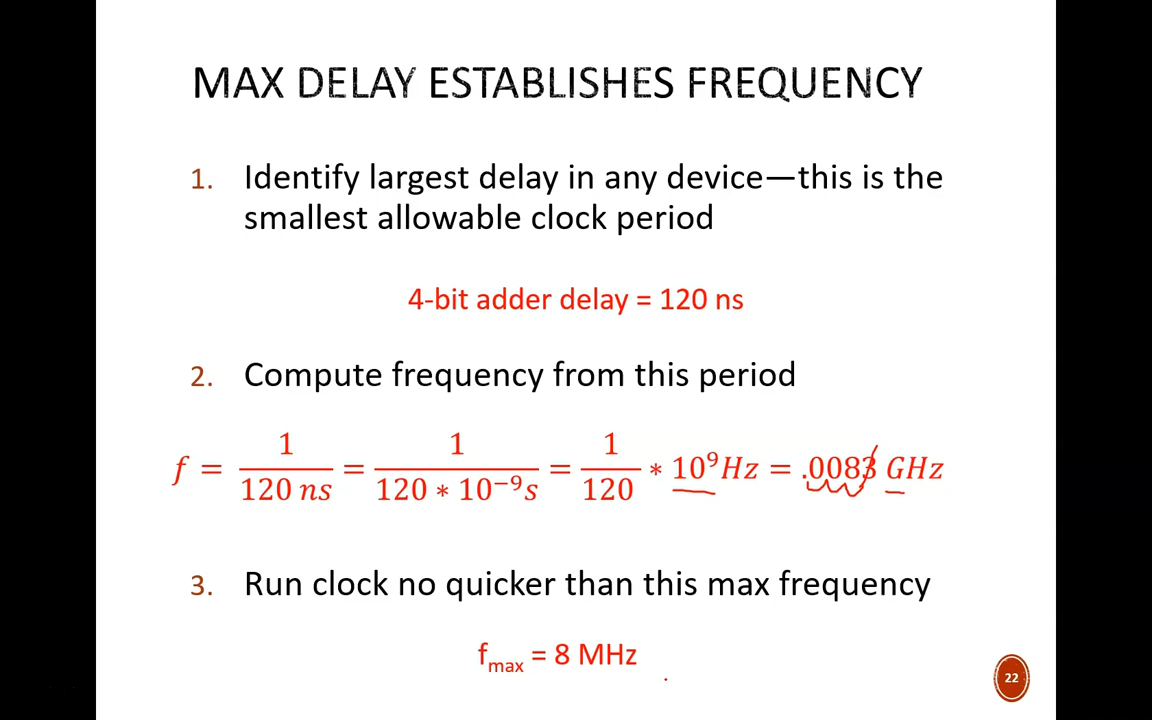 MAX DELAY ESTABLISHES FREQUENCY
1. Identify largest delay in any device—this is the
smallest allowable clock period
4-bit adder delay = 120 ns
2. Compute frequency from this period
f = 1/(120 ns) = 1/(120 * 10⁻⁹s) = 1/120 * 10⁹Hz = .0083 GHz
3. Run clock no quicker than this max frequency
fmax = 8 MHz
22